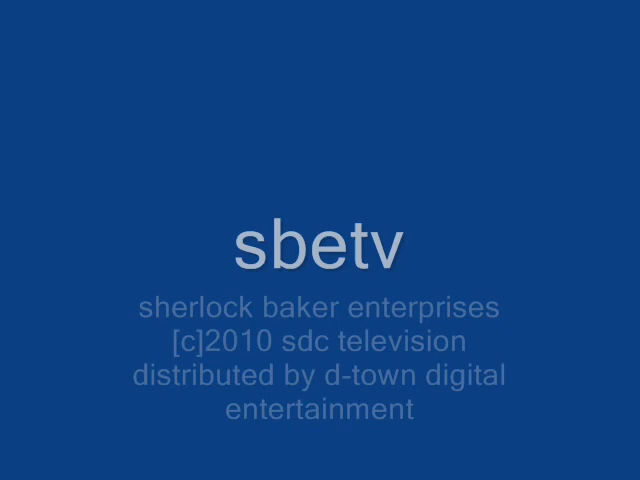 sbetv
sherlock baker enterprises
[c]2010 sdc television
distributed by d-town digital
entertainment